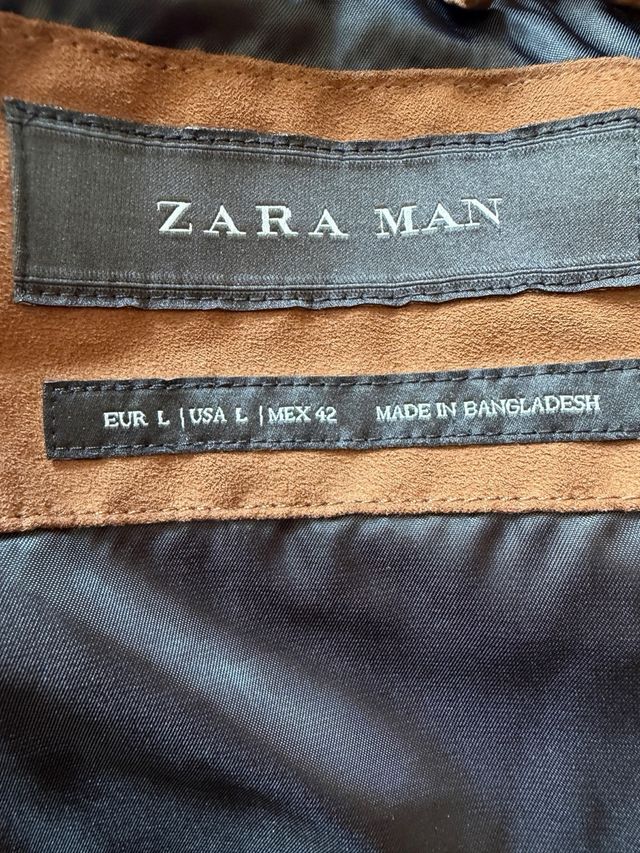 ZARA MAN
EUR L | USA L | MEX 42 MADE IN BANGLADESH